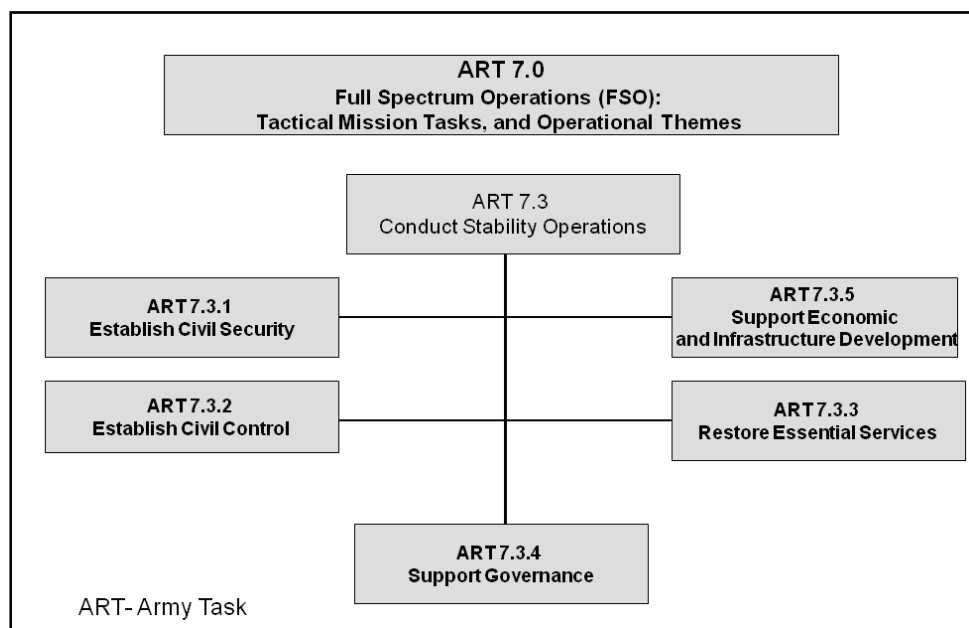 ART 7.0
Full Spectrum Operations (FSO):
Tactical Mission Tasks, and Operational Themes
ART 7.3
Conduct Stability Operations
ART 7.3.1
Establish Civil Security
ART 7.3.5
Support Economic
and Infrastructure Development
ART 7.3.2
Establish Civil Control
ART 7.3.3
Restore Essential Services
ART 7.3.4
Support Governance
ART- Army Task